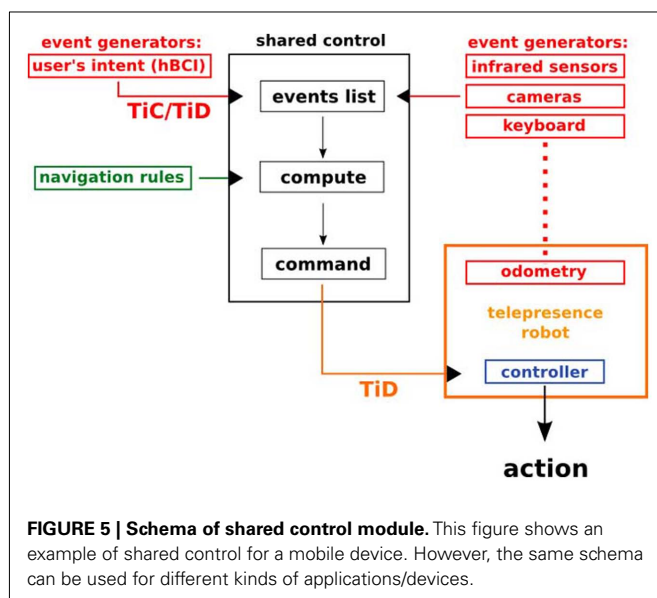 event generators:
user's intent (hBCI)
TiC/TiD
navigation rules
shared control
events list
compute
command
TiD
event generators:
infrared sensors
cameras
keyboard
odometry
telepresence
robot
controller
action
FIGURE 5 | Schema of shared control module. This figure shows an
example of shared control for a mobile device. However, the same schema
can be used for different kinds of applications/devices.